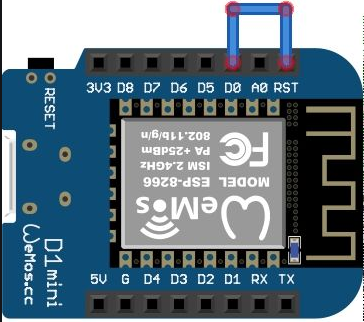 3V3 D8 D7 D6 D5 D0 A0 RST
RESET
MODEL ESP-8266
ISM 2.4GHz
PA +25dBm
802.11b/g/n
FC
WeMos
D1 mini
WeMos.cc
5V G D4 D3 D2 D1 RX TX